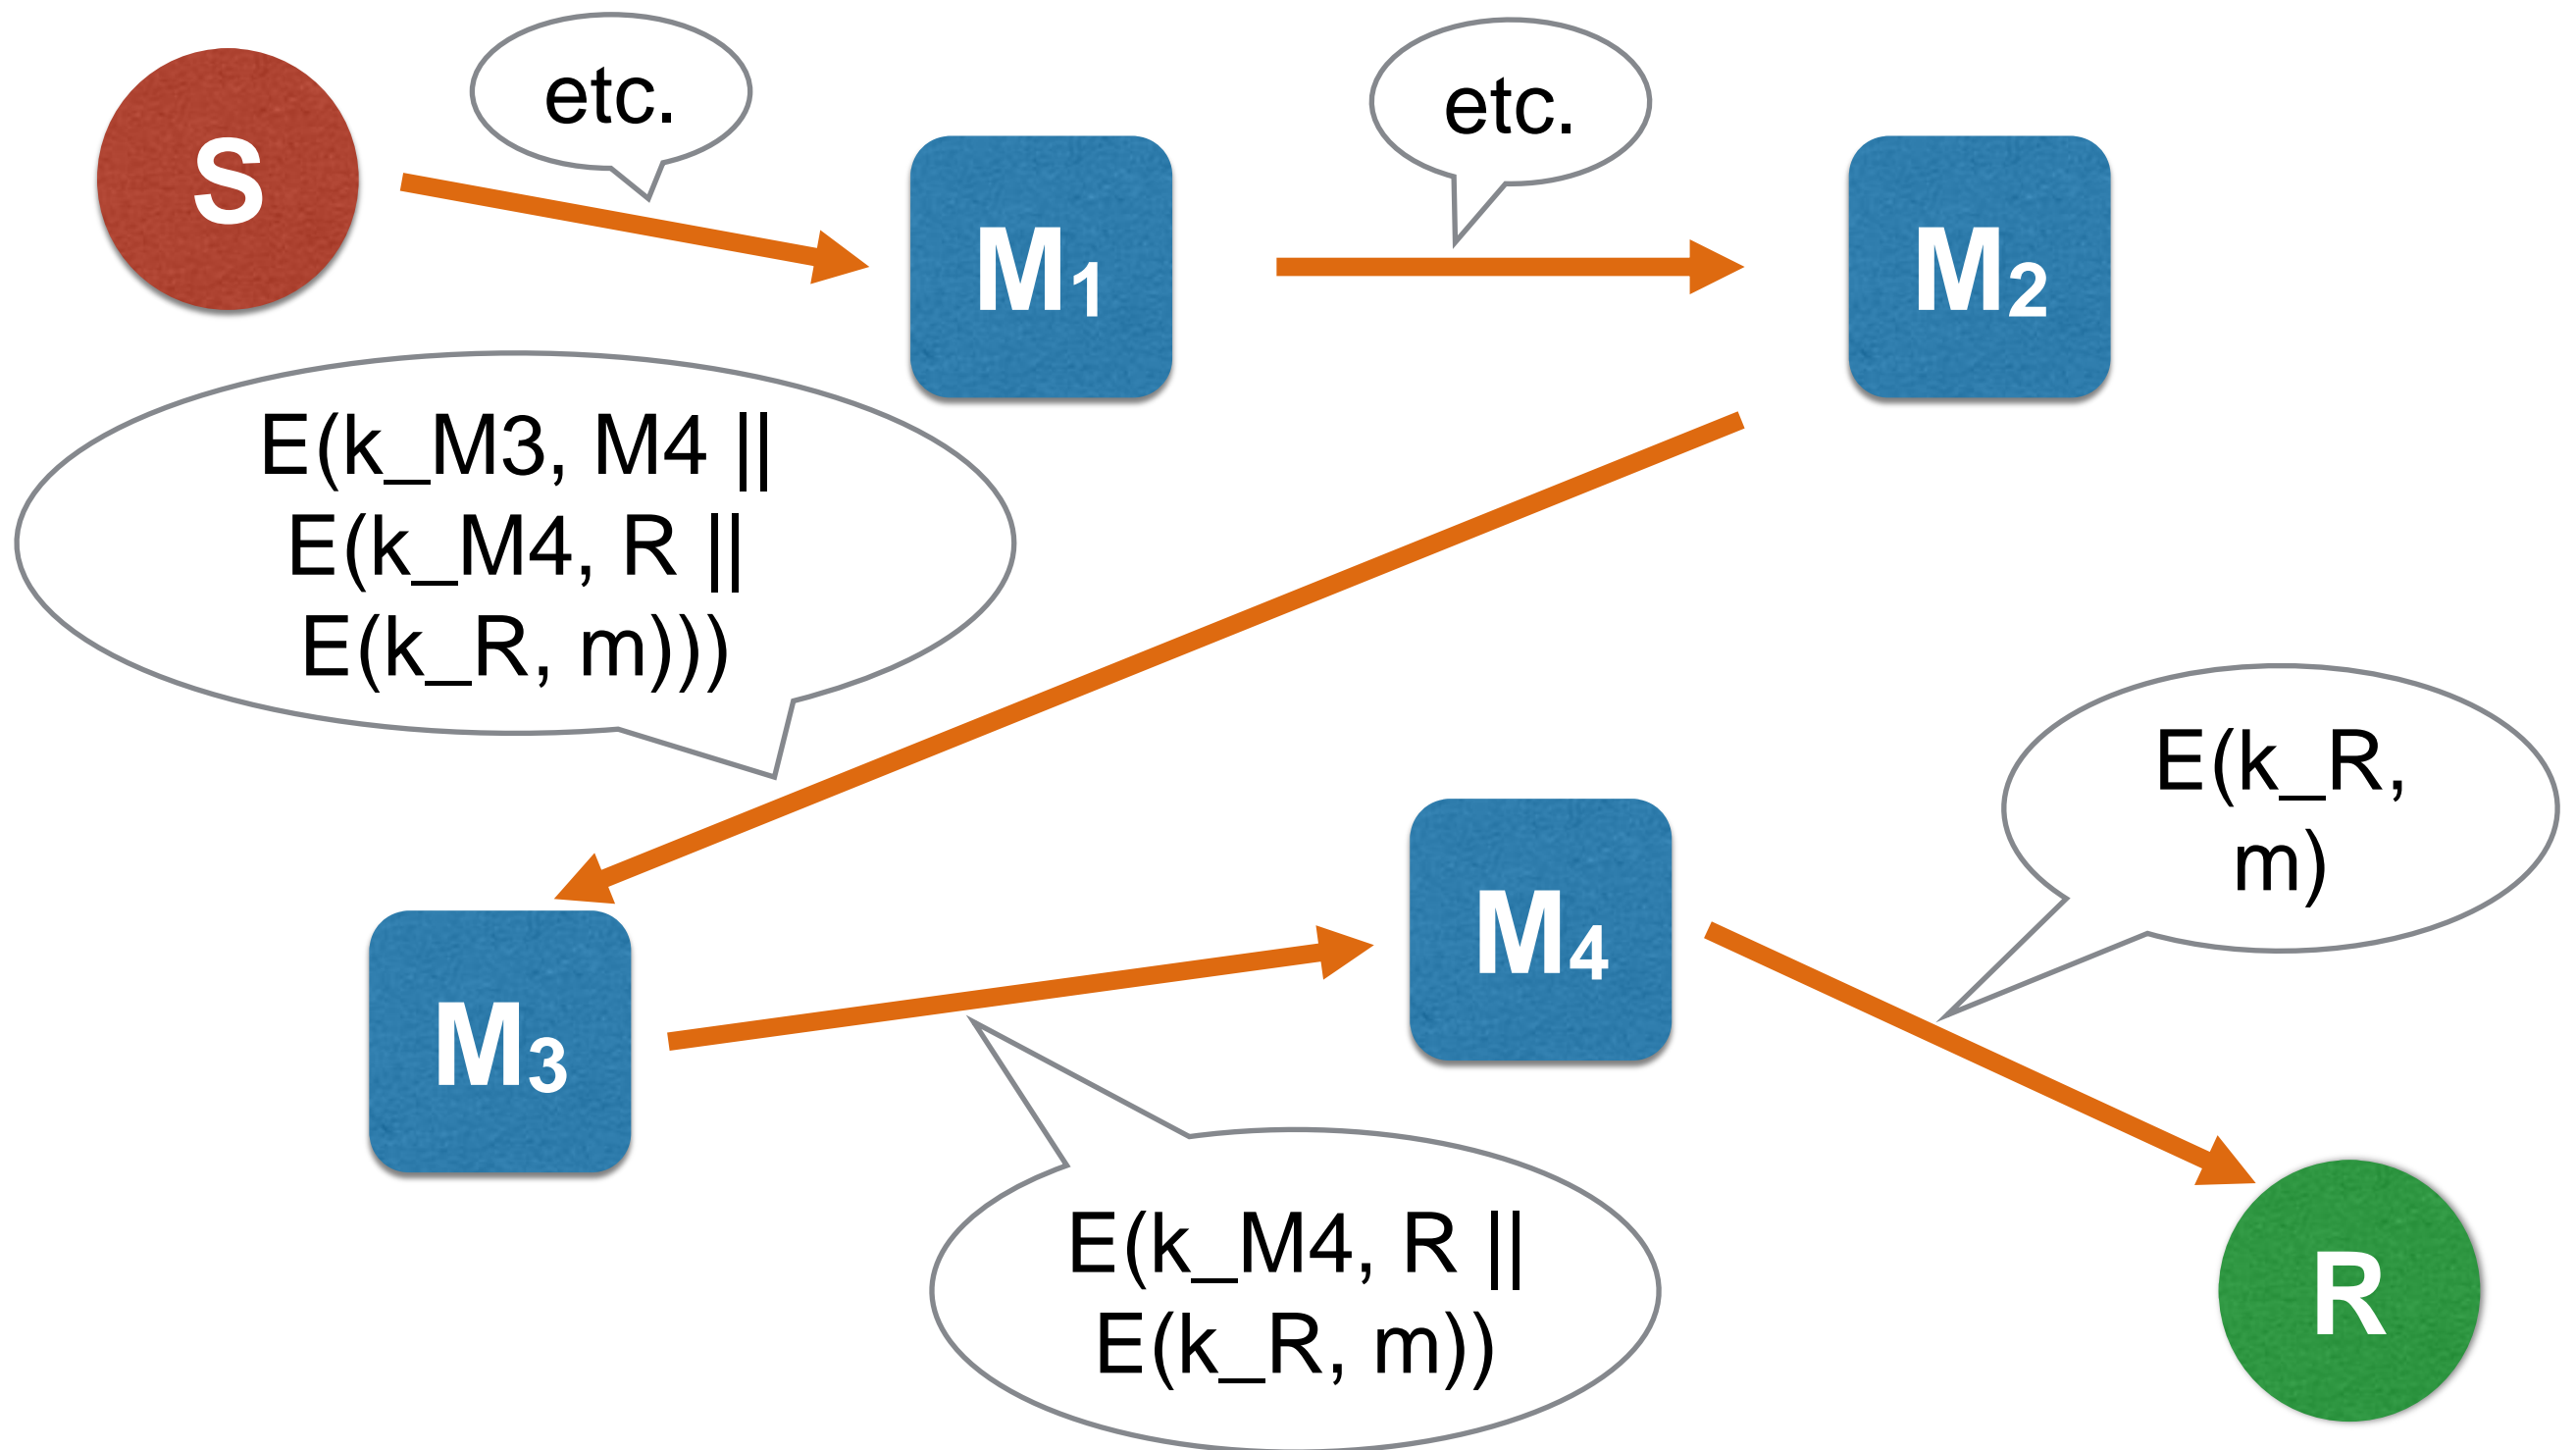 S
etc.
M1
etc.
M2
E(k_M3, M4 ||
E(k_M4, R ||
E(k_R, m)))
E(k_R,
m)
M3
M4
E(k_M4, R ||
E(k_R, m))
R